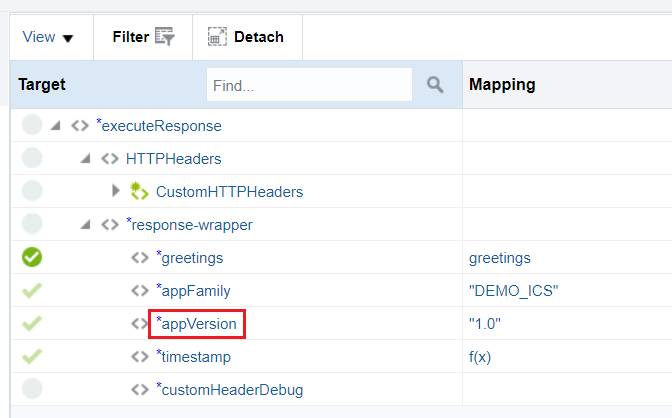 View Filter Detach
Target Find... Mapping
*executeResponse
HTTPHeaders
CustomHTTPHeaders
*response-wrapper
*greetings greetings
*appFamily "DEMO_ICS"
*appVersion "1.0"
*timestamp f(x)
*customHeaderDebug